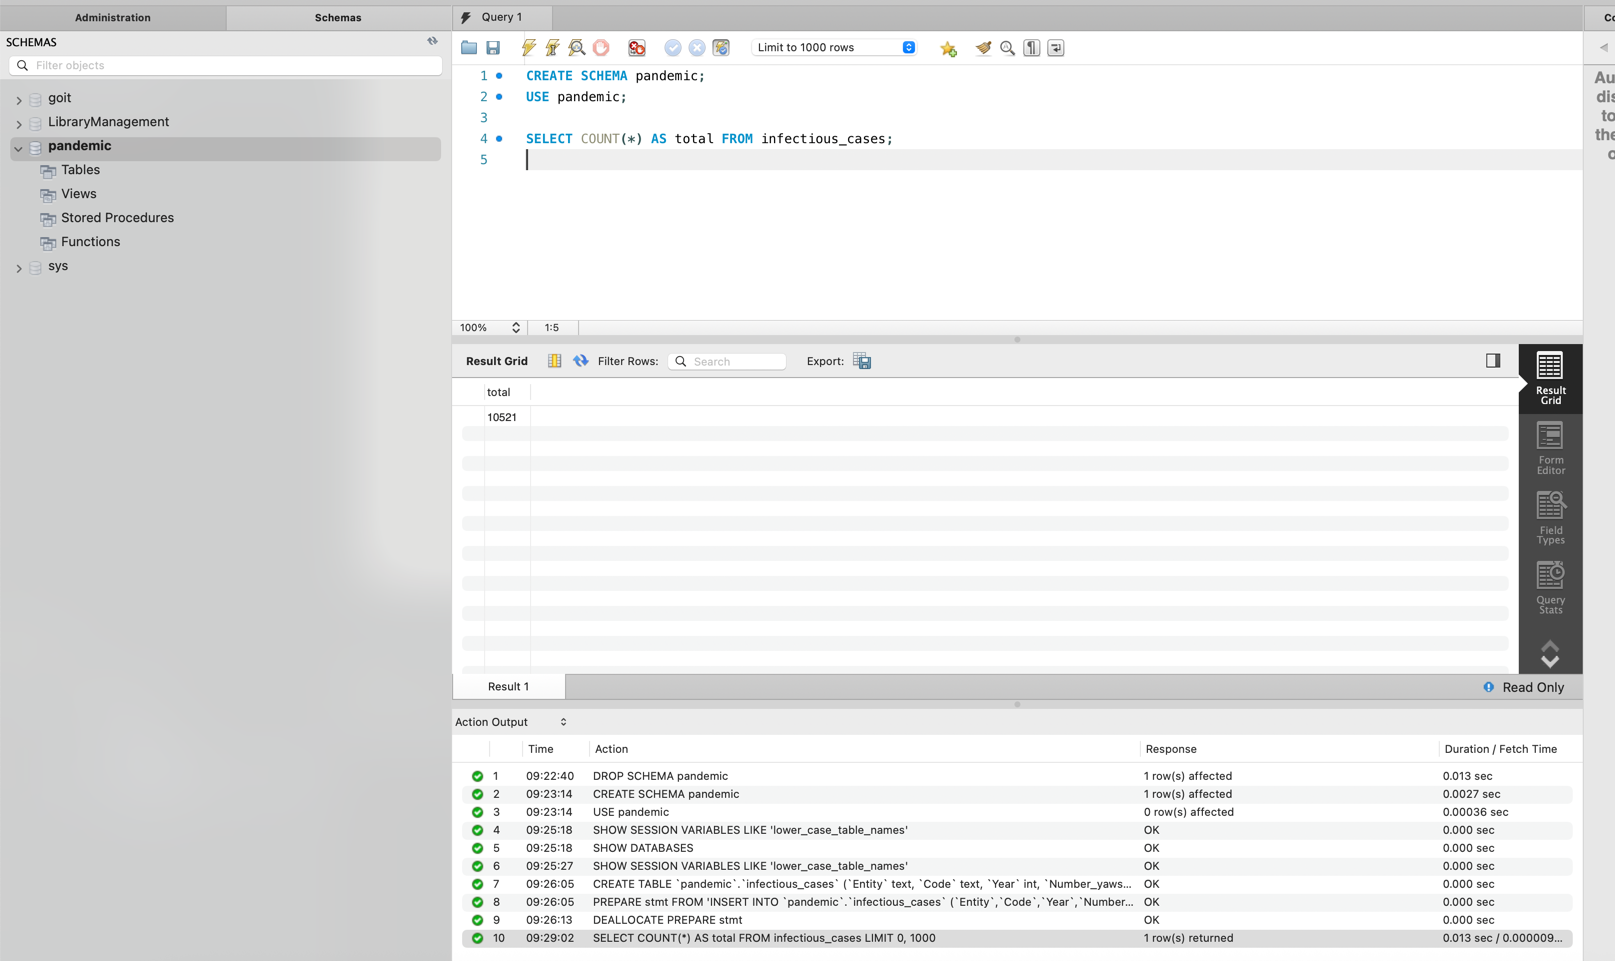 Administration
Schemas
Query 1
SCHEMAS
Filter objects
goit
LibraryManagement
pandemic
Tables
Views
Stored Procedures
Functions
sys
Limit to 1000 rows
1 CREATE SCHEMA pandemic;
2 USE pandemic;
3
4 SELECT COUNT(*) AS total FROM infectious_cases;
5
100% 1:5
Result Grid Filter Rows: Search Export:
total
10521
Result
Grid
Form
Editor
Field
Types
Query
Stats
Result 1
Read Only
Action Output
Time Action Response Duration / Fetch Time
1 09:22:40 DROP SCHEMA pandemic 1 row(s) affected 0.013 sec
2 09:23:14 CREATE SCHEMA pandemic 1 row(s) affected 0.0027 sec
3 09:23:14 USE pandemic 0 row(s) affected 0.00036 sec
4 09:25:18 SHOW SESSION VARIABLES LIKE 'lower_case_table_names' OK 0.000 sec
5 09:25:18 SHOW DATABASES OK 0.000 sec
6 09:25:27 SHOW SESSION VARIABLES LIKE 'lower_case_table_names' OK 0.000 sec
7 09:26:05 CREATE TABLE `pandemic`.`infectious_cases` (`Entity` text, `Code` text, `Year` int, `Number_yaws... OK 0.000 sec
8 09:26:05 PREPARE stmt FROM 'INSERT INTO `pandemic`.`infectious_cases` (`Entity`,`Code`,`Year`,`Number... OK 0.000 sec
9 09:26:13 DEALLOCATE PREPARE stmt OK 0.000 sec
10 09:29:02 SELECT COUNT(*) AS total FROM infectious_cases LIMIT 0, 1000 1 row(s) returned 0.013 sec / 0.000009...